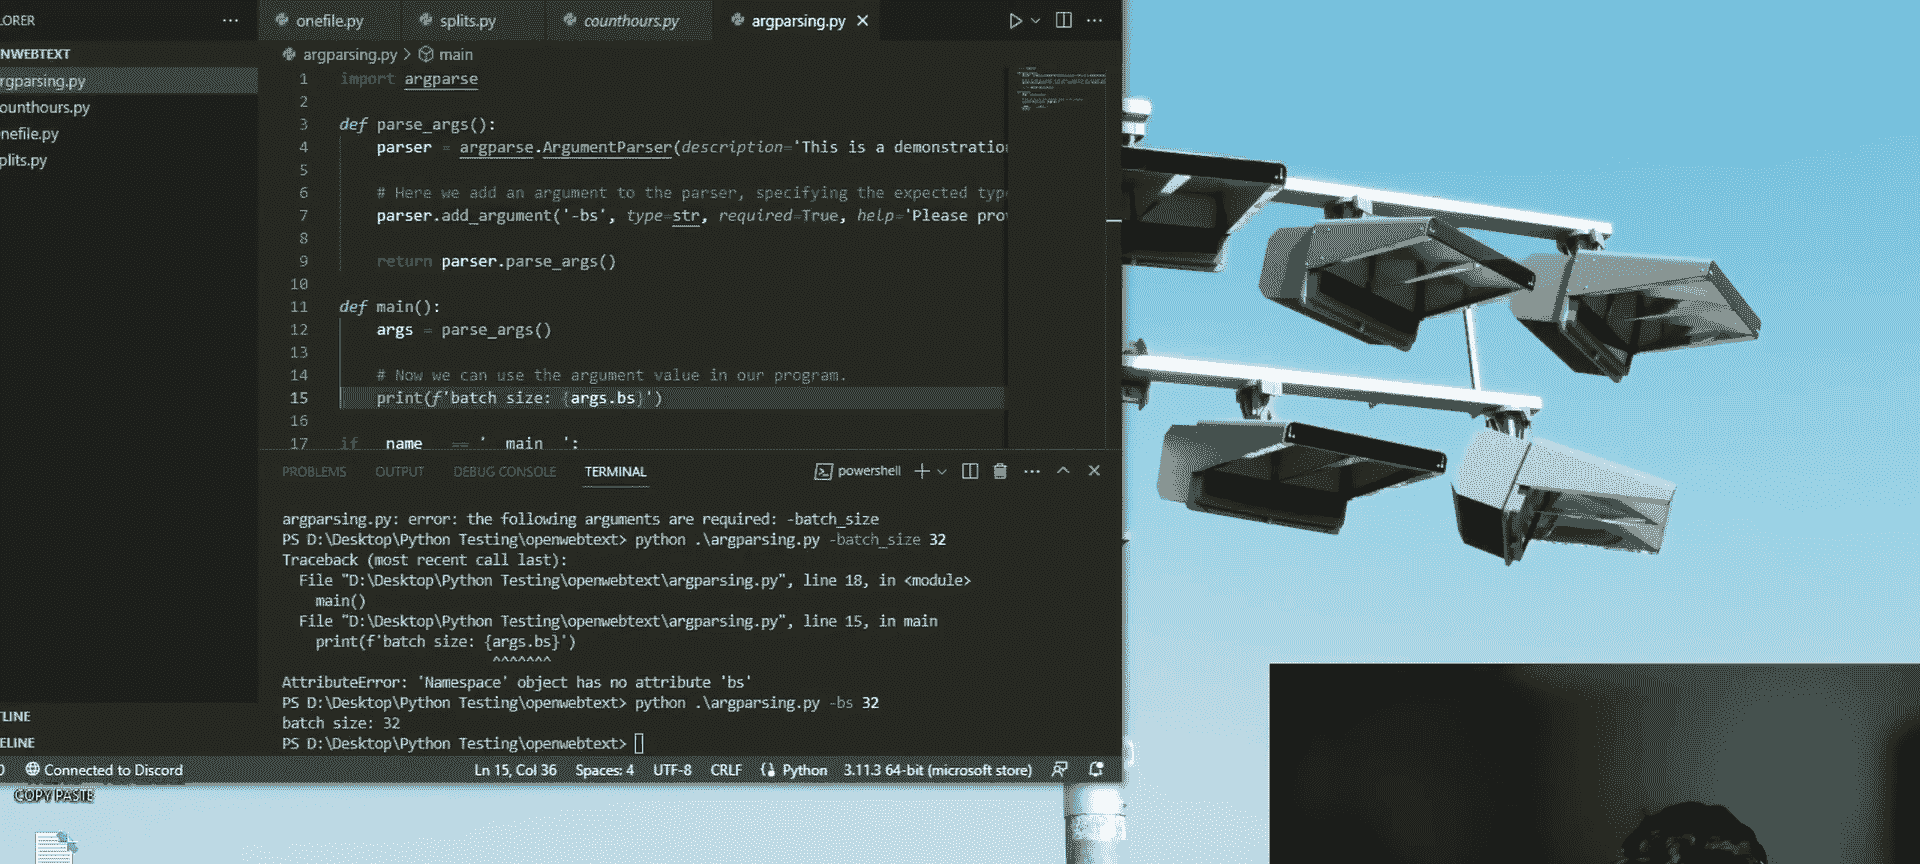 LORER ...
onefile.py splits.py counthours.py argparsing.py
NWEBTEXT
rgparsing.py
ounthours.py
nefile.py
plits.py
argparsing.py > main
1 import argparse
2
3 def parse_args():
4 parser = argparse.ArgumentParser(description='This is a demonstratio
5
6 # Here we add an argument to the parser, specifying the expected typ
7 parser.add_argument('-bs', type=str, required=True, help='Please pro
8
9 return parser.parse_args()
10
11 def main():
12 args = parse_args()
13
14 # Now we can use the argument value in our program.
15 print(f'batch size: {args.bs}')
16
17 if __name__ == '__main__':
PROBLEMS OUTPUT DEBUG CONSOLE TERMINAL powershell
argparsing.py: error: the following arguments are required: -batch_size
PS D:\Desktop\Python Testing\openwebtext> python .\argparsing.py -batch_size 32
Traceback (most recent call last):
File "D:\Desktop\Python Testing\openwebtext\argparsing.py", line 18, in <module>
main()
File "D:\Desktop\Python Testing\openwebtext\argparsing.py", line 15, in main
print(f'batch size: {args.bs}')
^^^^^^^
AttributeError: 'Namespace' object has no attribute 'bs'
PS D:\Desktop\Python Testing\openwebtext> python .\argparsing.py -bs 32
batch size: 32
PS D:\Desktop\Python Testing\openwebtext>
TLINE
ELINE
0 Connected to Discord Ln 15, Col 36 Spaces: 4 UTF-8 CRLF Python 3.11.3 64-bit (microsoft store)
COPY PASTE